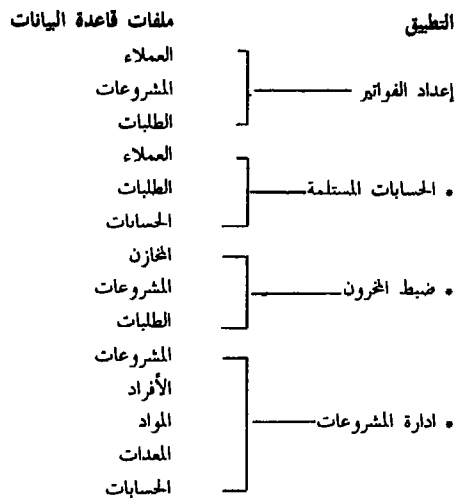 التطبيق ملفات قاعدة البيانات
العملاء
إعداد الفواتير المشروعات
الطلبات
العملاء
• الحسابات المستلمة الطلبات
الحسابات
المخازن
• ضبط المخزون المشروعات
الطلبات
المشروعات
الأفراد
• ادارة المشروعات المواد
المعدات
الحسابات